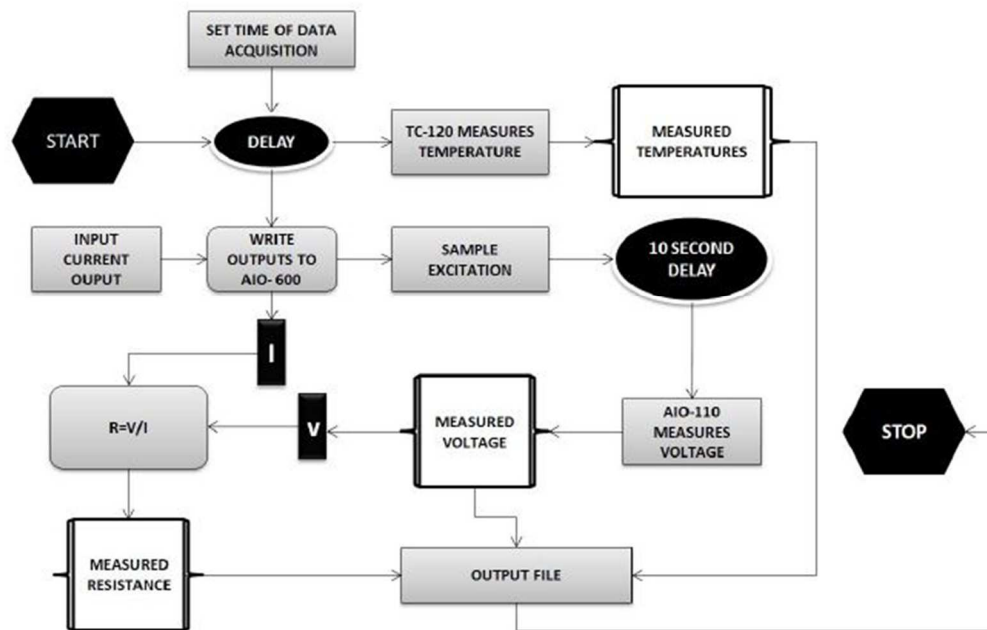 SET TIME OF DATA
ACQUISITION
START
DELAY
TC-120 MEASURES
TEMPERATURE
MEASURED
TEMPERATURES
INPUT
CURRENT
OUPUT
WRITE
OUTPUTS TO
AIO- 600
SAMPLE
EXCITATION
10 SECOND
DELAY
I
R=V/I
V
MEASURED
VOLTAGE
AIO-110
MEASURES
VOLTAGE
STOP
MEASURED
RESISTANCE
OUTPUT FILE